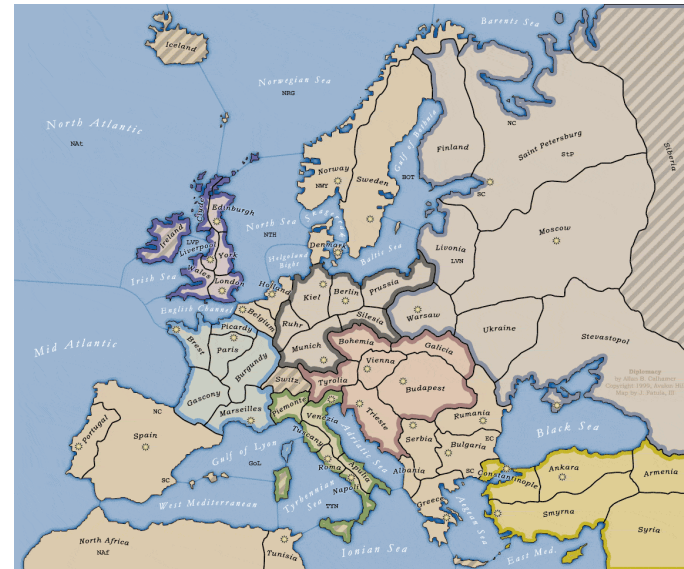 Barents Sea
Iceland
Norwegian Sea
NRG
North Atlantic
NAt
NC
Siberia
Finland
Saint Petersburg
StP
Gulf of Bothnia
BOT
Norway
NWY
Sweden
SC
Clyde
Edinburgh
Ireland
LVP
Liverpool
York
Wales
London
North Sea
NTH
Skagerrak
Denmark
Baltic Sea
Helgoland
Bight
Livonia
LVN
Moscow
Irish Sea
English Channel
Holland
Belgium
Kiel
Berlin
Prussia
Ruhr
Silesia
Munich
Warsaw
Ukraine
Stevastopol
Mid Atlantic
Brest
Picardy
Paris
Burgundy
Gascony
Marseilles
Switz.
Tyrolia
Bohemia
Galicia
Vienna
Budapest
Diplomacy
by Allan B. Calhamer
Piemonte
Venezia
Trieste
Tuscany
Roma
Apulia
Napoli
Adriatic Sea
Rumania
Serbia
Bulgaria
EC
SC
Black Sea
Albania
Greece
Portugal
NC
Spain
SC
Gulf of Lyon
GoL
West Mediterranean
Tyrhennian
Sea
TYN
Ionian Sea
Aegean Sea
East Med.
Constantinople
Ankara
Armenia
Smyrna
Syria
North Africa
NAf
Tunisia